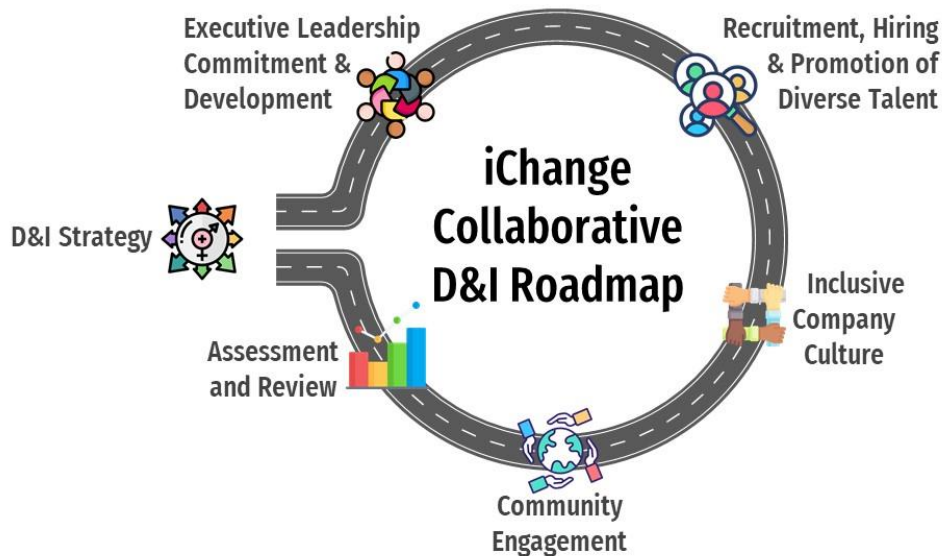 Executive Leadership
Commitment &
Development
Recruitment, Hiring
& Promotion of
Diverse Talent
iChange
Collaborative
D&I Roadmap
D&I Strategy
Inclusive
Company
Culture
Assessment
and Review
Community
Engagement